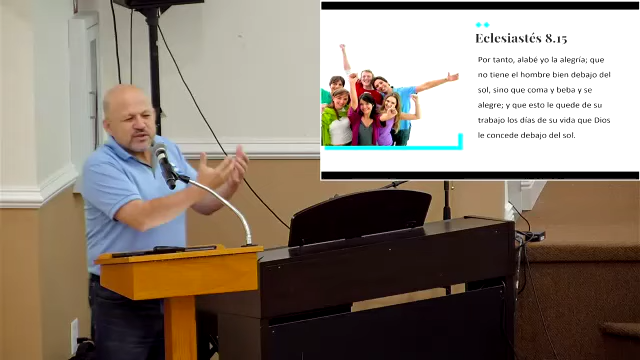 Eclesiastés 8.15
Por tanto, alabé yo la alegría; que
no tiene el hombre bien debajo del
sol, sino que coma y beba y se
alegre; y que esto le quede de su
trabajo los días de su vida que Dios
le concede debajo del sol.